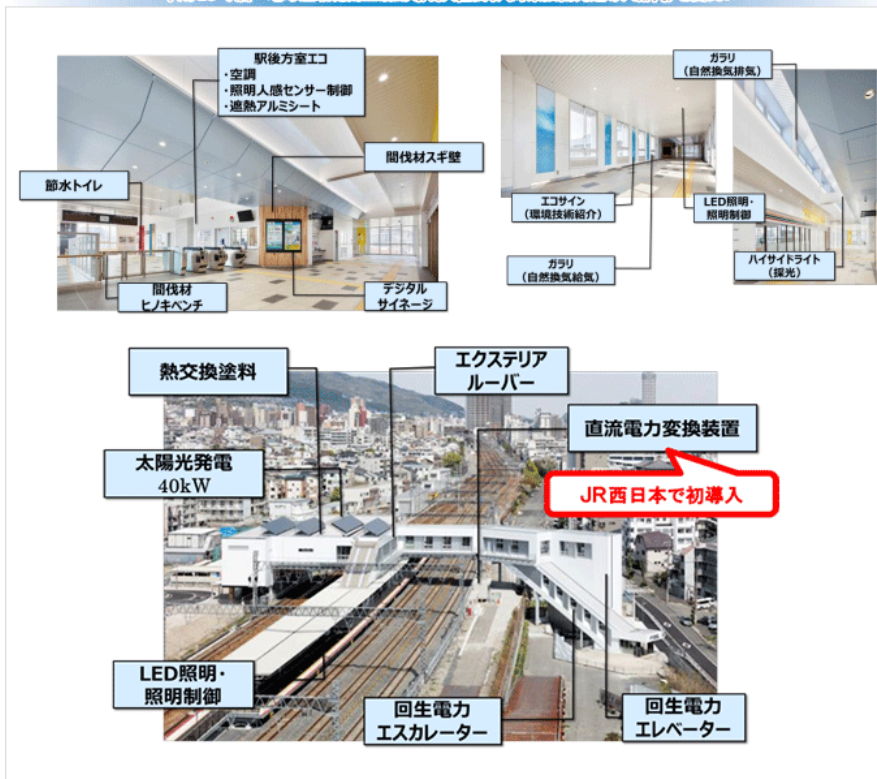 駅後方室エコ
・空調
・照明人感センサー制御
・遮熱アルミシート
間伐材スギ壁
節水トイレ
間伐材
ヒノキベンチ
デジタル
サイネージ
ガラリ
(自然換気排気)
エコサイン
(環境技術紹介)
LED照明・
照明制御
ガラリ
(自然換気給気)
ハイサイドライト
(採光)
熱交換塗料
エクステリア
ルーバー
直流電力変換装置
太陽光発電
40kW
JR西日本で初導入
LED照明・
照明制御
回生電力
エスカレーター
回生電力
エレベーター